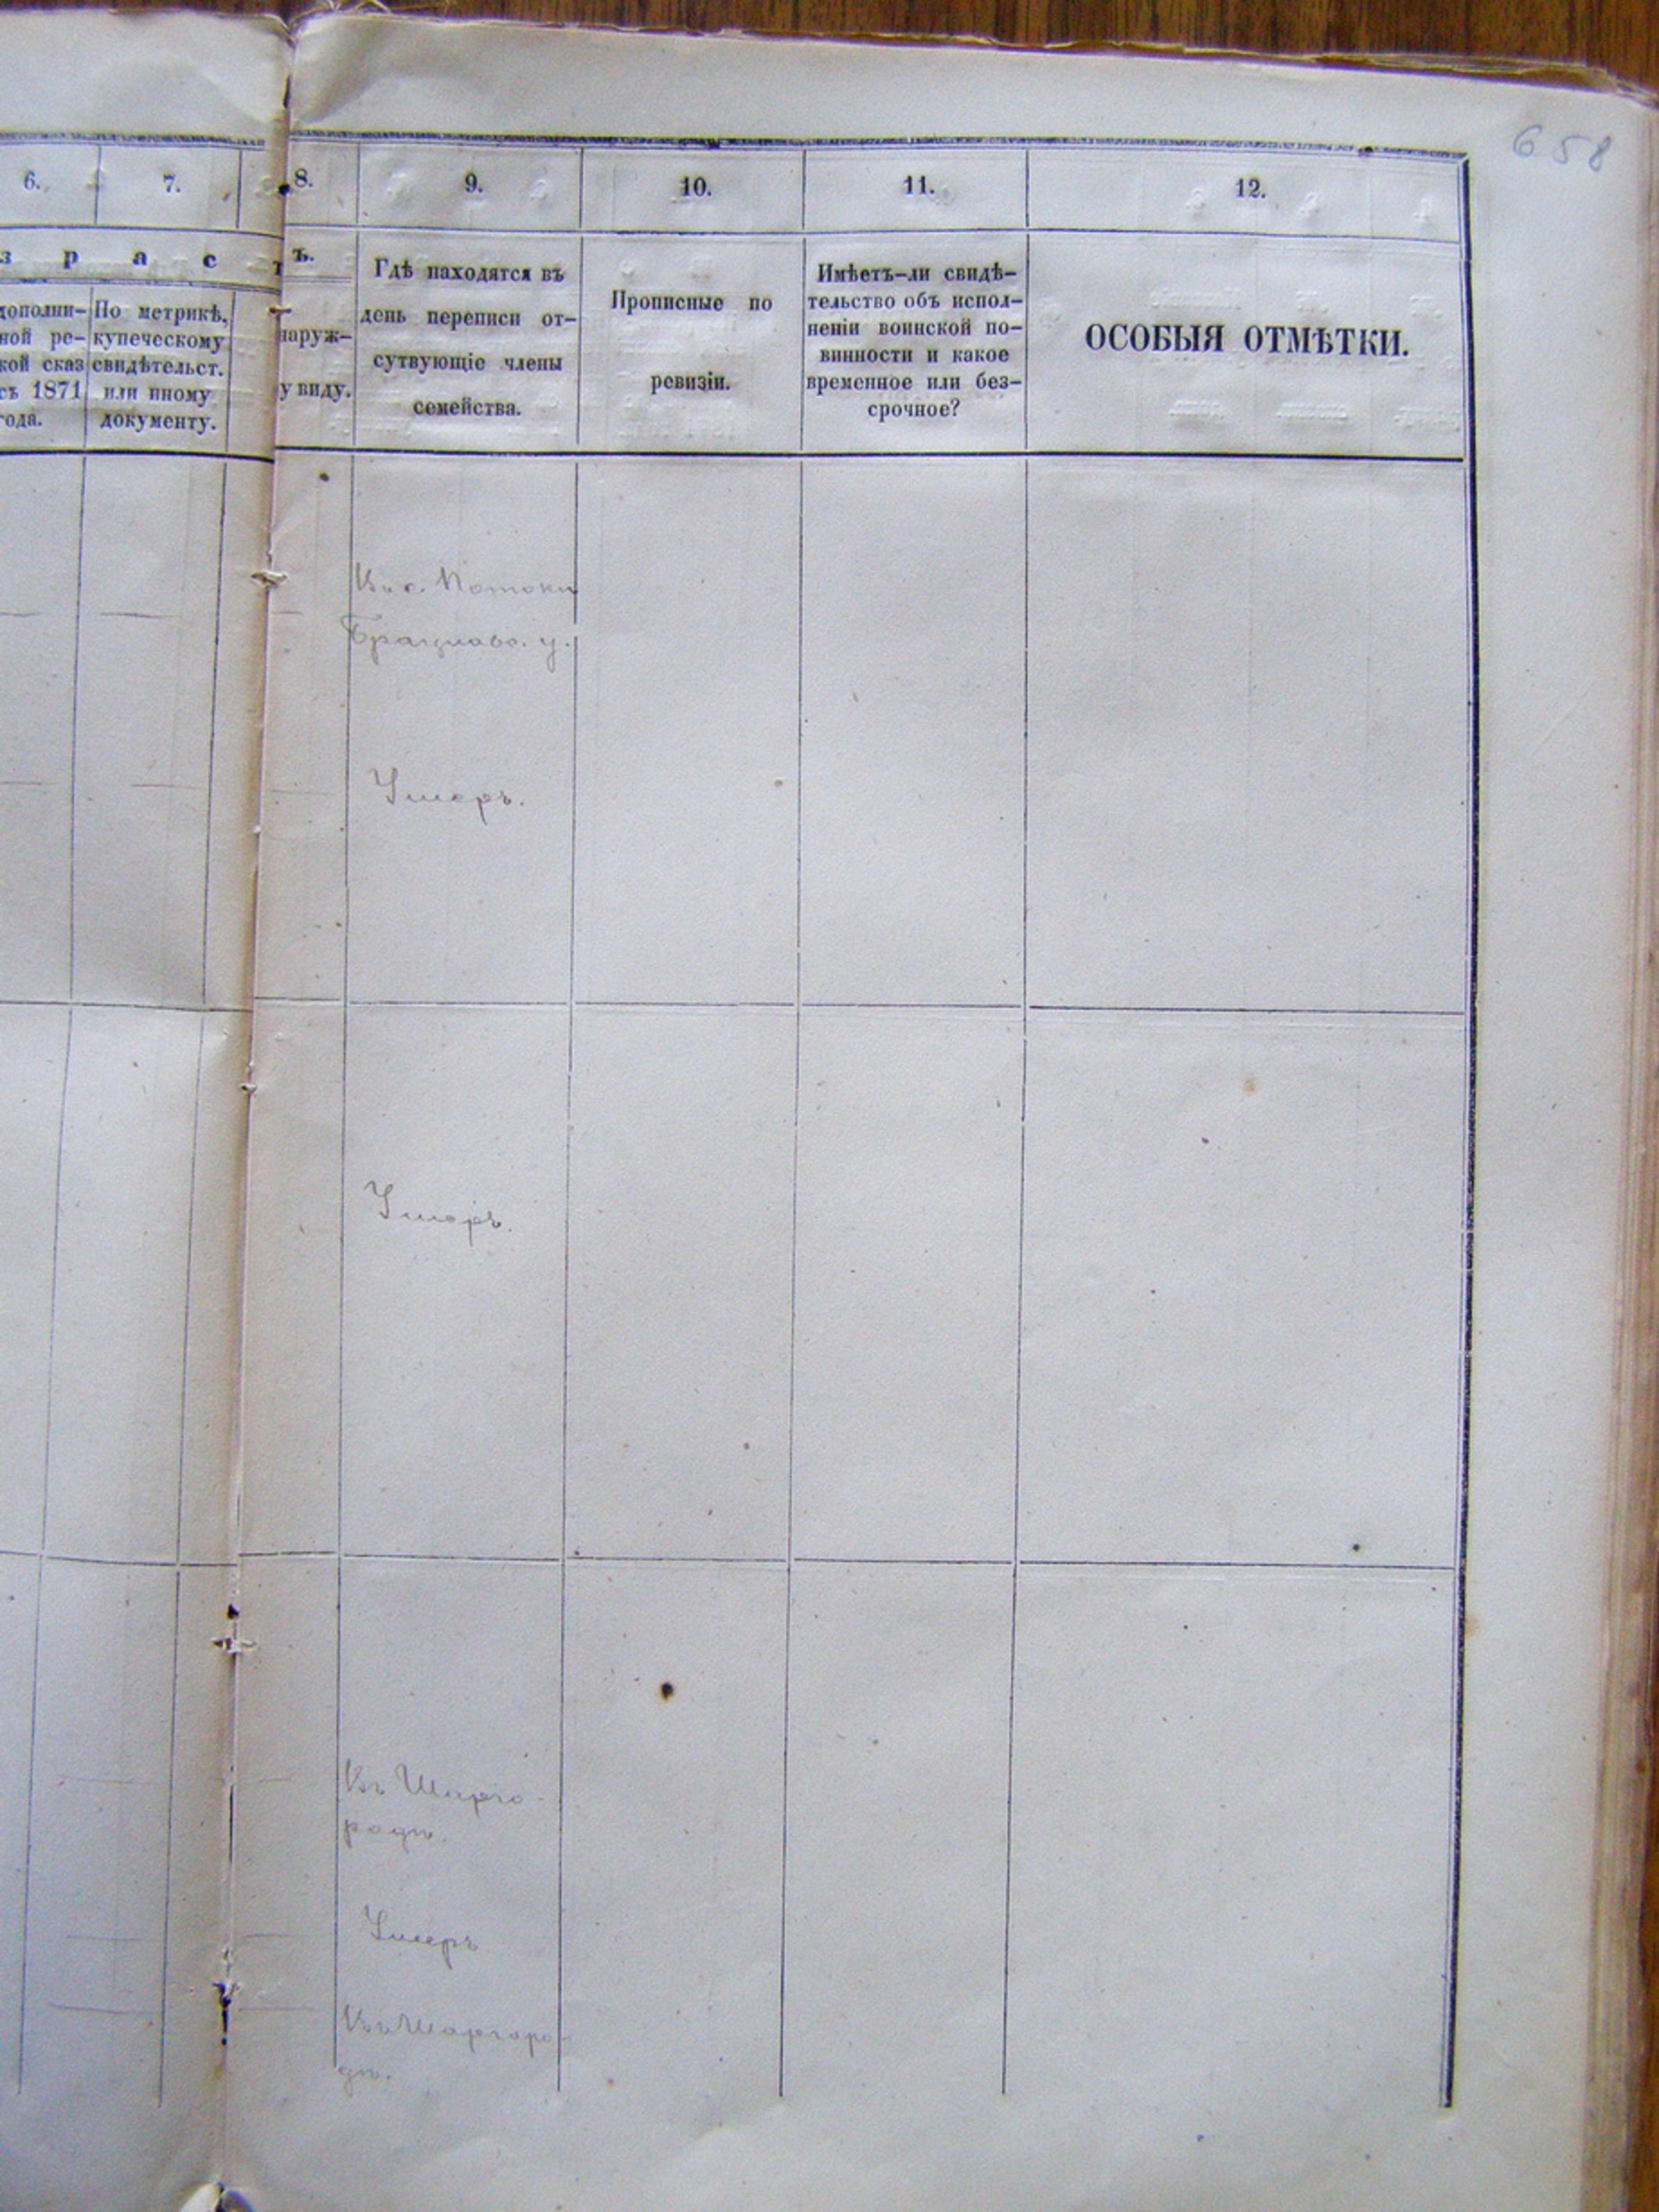 658
6.
7.
8.
9.
10.
11.
12.
з р а с т
ъ.
дополни-
ной ре-
кой сказ
съ 1871
года.
По метрикѣ,
купеческому
свидѣтельст.
или иному
документу.
наруж-
у виду.
Гдѣ находятся въ
день переписи от-
сутвующіе члены
семейства.
Прописные по
ревизіи.
Имѣетъ-ли свидѣ-
тельство объ испол-
неніи воинской по-
винности и какое
временное или без-
срочное?
ОСОБЫЯ ОТМѢТКИ.
Въ с. Потоки
Брацлавс. у.
Умеръ.
Умеръ.
Въ Шарго-
родѣ.
Умеръ
Въ Шаргоро-
дѣ.